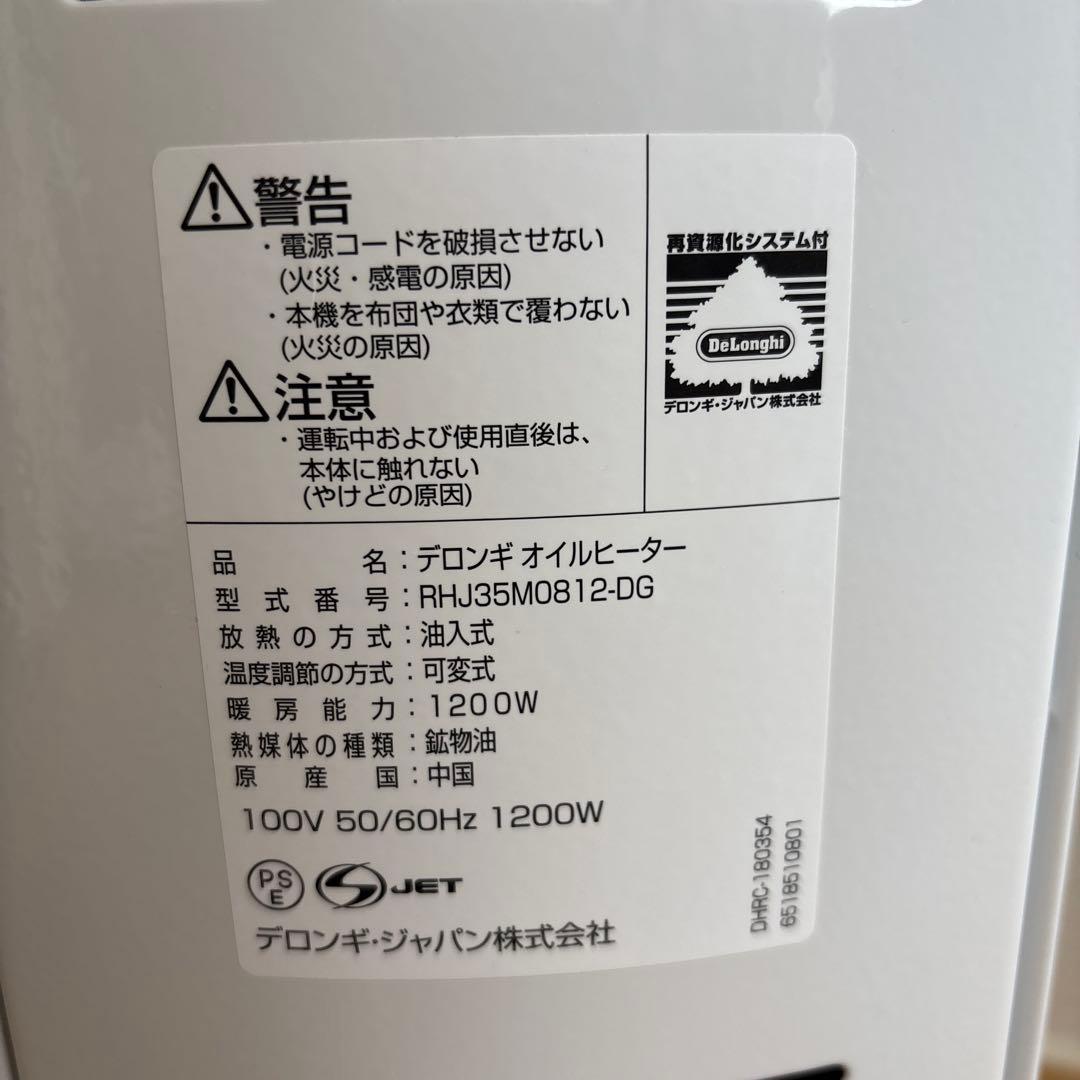 警告
・電源コードを破損させない
(火災・感電の原因)
・本機を布団や衣類で覆わない
(火災の原因)
注意
・運転中および使用直後は、
本体に触れない
(やけどの原因)
再資源化システム付
DeLonghi
デロンギ・ジャパン株式会社
品名：デロンギ オイルヒーター
型式番号：RHJ35M0812-DG
放熱の方式：油入式
温度調節の方式：可変式
暖房能力：1200W
熱媒体の種類：鉱物油
原産国：中国
100V 50/60Hz 1200W
PSE
JET
デロンギ・ジャパン株式会社
DHRC-180354
6518510801